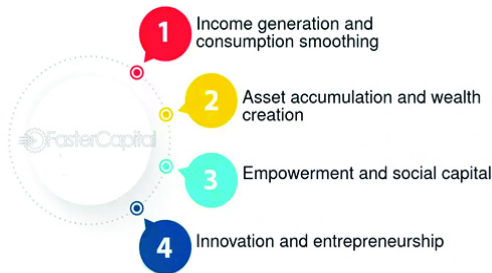 1
Income generation and
consumption smoothing
2
Asset accumulation and wealth
creation
FasterCapital
3
Empowerment and social capital
4
Innovation and entrepreneurship